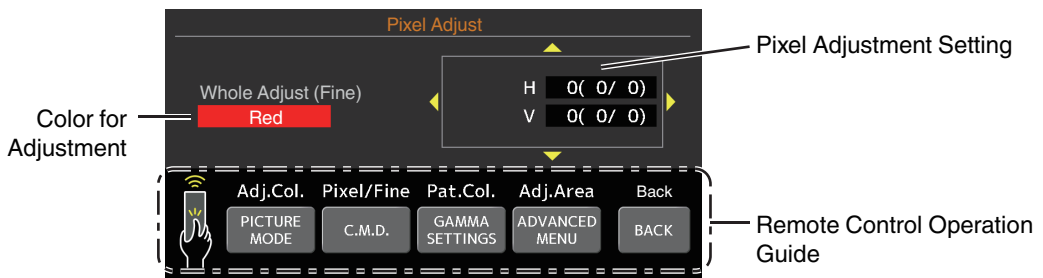 Pixel Adjust
Pixel Adjustment Setting
Whole Adjust (Fine)
Red
H 0( 0/ 0)
V 0( 0/ 0)
Color for
Adjustment
Adj.Col. Pixel/Fine Pat.Col. Adj.Area Back
PICTURE MODE C.M.D. GAMMA SETTINGS ADVANCED MENU BACK
Remote Control Operation
Guide